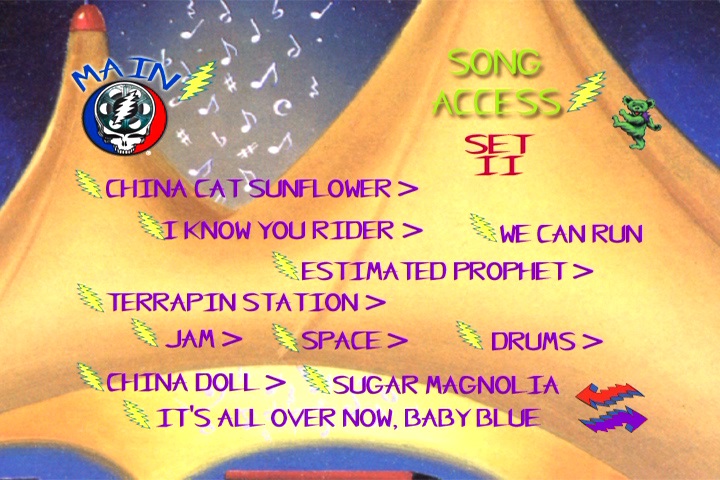 MAIN
SONG
ACCESS
SET
II
CHINA CAT SUNFLOWER >
I KNOW YOU RIDER > WE CAN RUN
ESTIMATED PROPHET >
TERRAPIN STATION >
JAM > SPACE > DRUMS >
CHINA DOLL > SUGAR MAGNOLIA
IT'S ALL OVER NOW, BABY BLUE